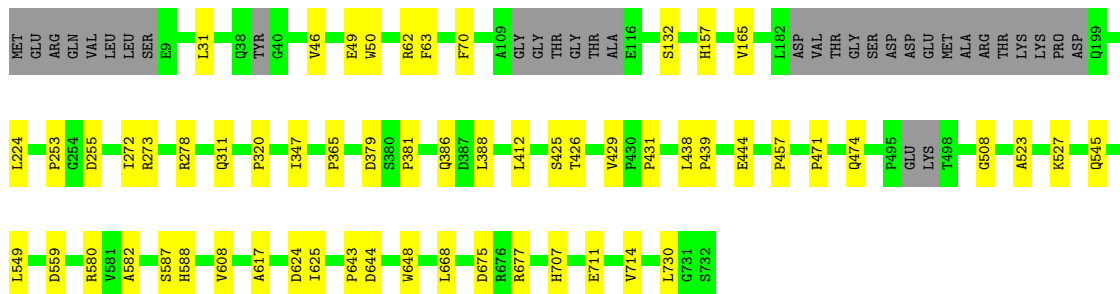 MET GLU ARG GLN VAL LEU LEU SER E9 L31 Q38 TYR G40 V46 E49 W50 R62 F63 F70 A109 GLY GLY THR GLY THR ALA E116 S132 H157 V165 L182 ASP VAL THR GLY SER ASP ASP GLU MET ALA ARG THR LYS LYS PRO ASP Q199
L224 P253 G254 D255 I272 R273 R278 Q311 P320 I347 P365 D379 S380 P381 Q386 D387 L388 L412 S425 T426 V429 P430 P431 L438 P439 E444 P457 P471 Q474 P495 GLU LYS T498 G508 A523 K527 Q545
L549 D559 R580 V581 A582 S587 H588 V608 A617 D624 I625 P643 D644 W648 L668 D675 R676 R677 H707 E711 V714 L730 G731 S732